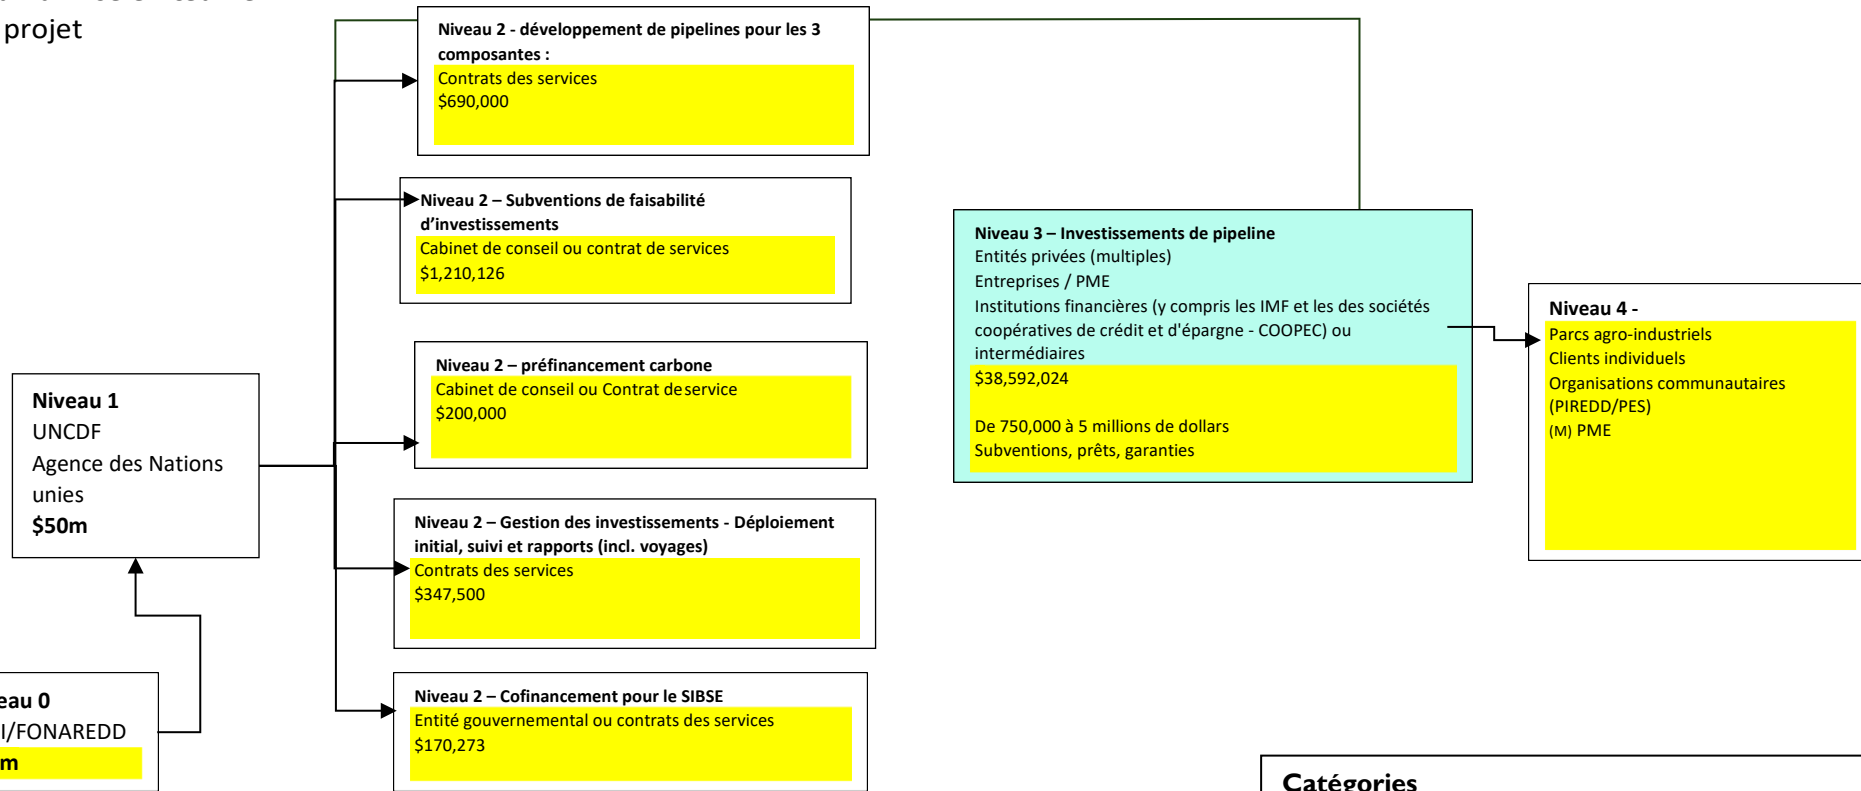 projet
Niveau 2 - développement de pipelines pour les 3
composantes :
Contrats des services
$690,000
Niveau 2 – Subventions de faisabilité
d’investissements
Cabinet de conseil ou contrat de services
$1,210,126
Niveau 2 – préfinancement carbone
Cabinet de conseil ou Contrat de service
$200,000
Niveau 1
UNCDF
Agence des Nations
unies
$50m
Niveau 2 – Gestion des investissements - Déploiement
initial, suivi et rapports (incl. voyages)
Contrats des services
$347,500
eau 0
I/FONAREDD
m
Niveau 2 – Cofinancement pour le SIBSE
Entité gouvernemental ou contrats des services
$170,273
Niveau 3 – Investissements de pipeline
Entités privées (multiples)
Entreprises / PME
Institutions financières (y compris les IMF et les des sociétés
coopératives de crédit et d'épargne - COOPEC) ou
intermédiaires
$38,592,024
De 750,000 à 5 millions de dollars
Subventions, prêts, garanties
Niveau 4 -
Parcs agro-industriels
Clients individuels
Organisations communautaires
(PIREDD/PES)
(M) PME
Catégories